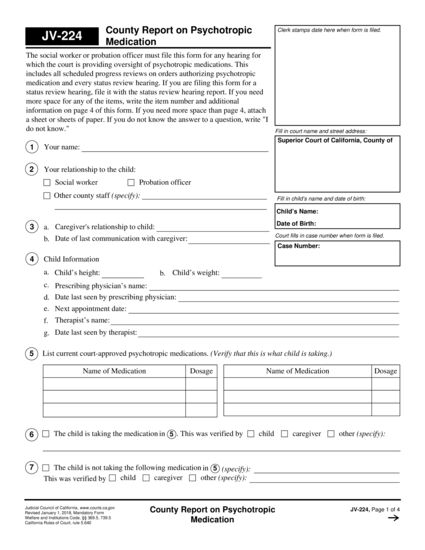 JV-224
County Report on Psychotropic
Medication
Clerk stamps date here when form is filed.
The social worker or probation officer must file this form for any hearing for
which the court is providing oversight of psychotropic medications. This
includes all scheduled progress reviews on orders authorizing psychotropic
medication and every status review hearing. If you are filing this form for a
status review hearing, file it with the status review hearing report. If you need
more space for any of the items, write the item number and additional
information on page 4 of this form. If you need more space than page 4, attach
a sheet or sheets of paper. If you do not know the answer to a question, write "I
do not know."
Fill in court name and street address:
Superior Court of California, County of
1 Your name:
2 Your relationship to the child:
Social worker Probation officer
Other county staff (specify):
Fill in child's name and date of birth:
Child's Name:
Date of Birth:
3 a. Caregiver's relationship to child:
b. Date of last communication with caregiver:
Court fills in case number when form is filed.
Case Number:
4 Child Information
a. Child's height: b. Child's weight:
c. Prescribing physician's name:
d. Date last seen by prescribing physician:
e. Next appointment date:
f. Therapist's name:
g. Date last seen by therapist:
5 List current court-approved psychotropic medications. (Verify that this is what child is taking.)
Name of Medication Dosage Name of Medication Dosage
6 The child is taking the medication in 5. This was verified by child caregiver other (specify):
7 The child is not taking the following medication in 5 (specify):
This was verified by child caregiver other (specify):
Judicial Council of California, www.courts.ca.gov
Revised January 1, 2018, Mandatory Form
Welfare and Institutions Code, §§ 369.5, 739.5
California Rules of Court, rule 5.640
County Report on Psychotropic
Medication
JV-224, Page 1 of 4